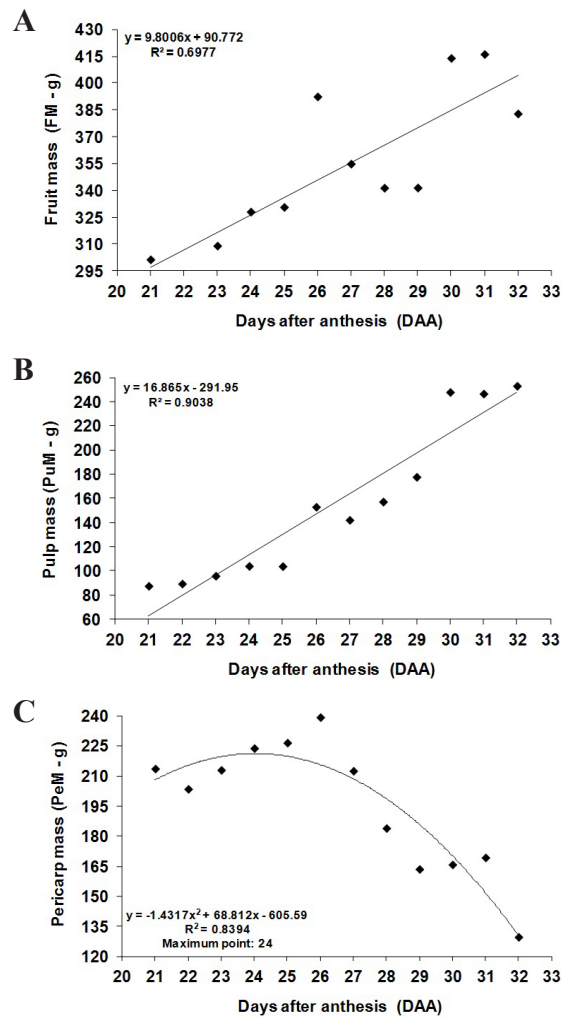 A
y = 9.8006x + 90.772
R² = 0.6977
Fruit mass (FM - g)
430
415
400
385
370
355
340
325
310
295
20 21 22 23 24 25 26 27 28 29 30 31 32 33
Days after anthesis (DAA)
B
y = 16.865x - 291.95
R² = 0.9038
Pulp mass (PuM - g)
260
240
220
200
180
160
140
120
100
80
60
20 21 22 23 24 25 26 27 28 29 30 31 32 33
Days after anthesis (DAA)
C
Pericarp mass (PeM - g)
240
225
210
195
180
165
150
135
120
y = -1.4317x² + 68.812x - 605.59
R² = 0.8394
Maximum point: 24
20 21 22 23 24 25 26 27 28 29 30 31 32 33
Days after anthesis (DAA)